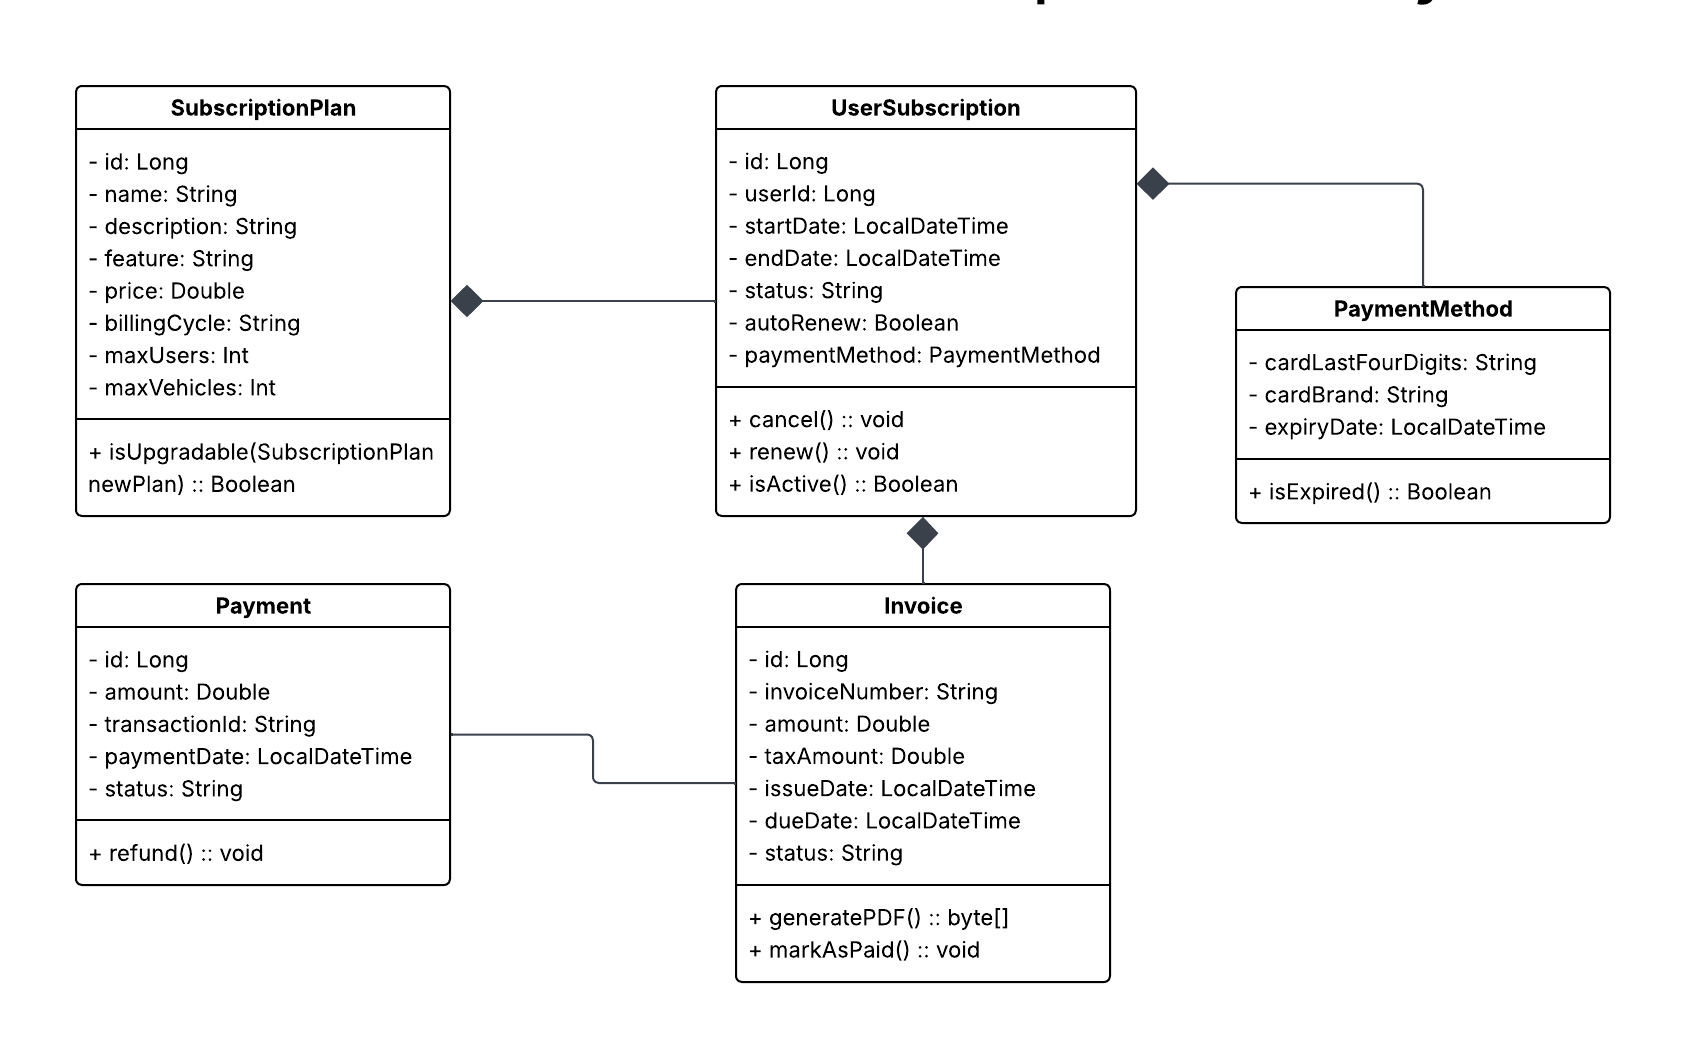 SubscriptionPlan
- id: Long
- name: String
- description: String
- feature: String
- price: Double
- billingCycle: String
- maxUsers: Int
- maxVehicles: Int
+ isUpgradable(SubscriptionPlan
newPlan) :: Boolean
UserSubscription
- id: Long
- userId: Long
- startDate: LocalDateTime
- endDate: LocalDateTime
- status: String
- autoRenew: Boolean
- paymentMethod: PaymentMethod
+ cancel() :: void
+ renew() :: void
+ isActive() :: Boolean
PaymentMethod
- cardLastFourDigits: String
- cardBrand: String
- expiryDate: LocalDateTime
+ isExpired() :: Boolean
Payment
- id: Long
- amount: Double
- transactionId: String
- paymentDate: LocalDateTime
- status: String
+ refund() :: void
Invoice
- id: Long
- invoiceNumber: String
- amount: Double
- taxAmount: Double
- issueDate: LocalDateTime
- dueDate: LocalDateTime
- status: String
+ generatePDF() :: byte[]
+ markAsPaid() :: void